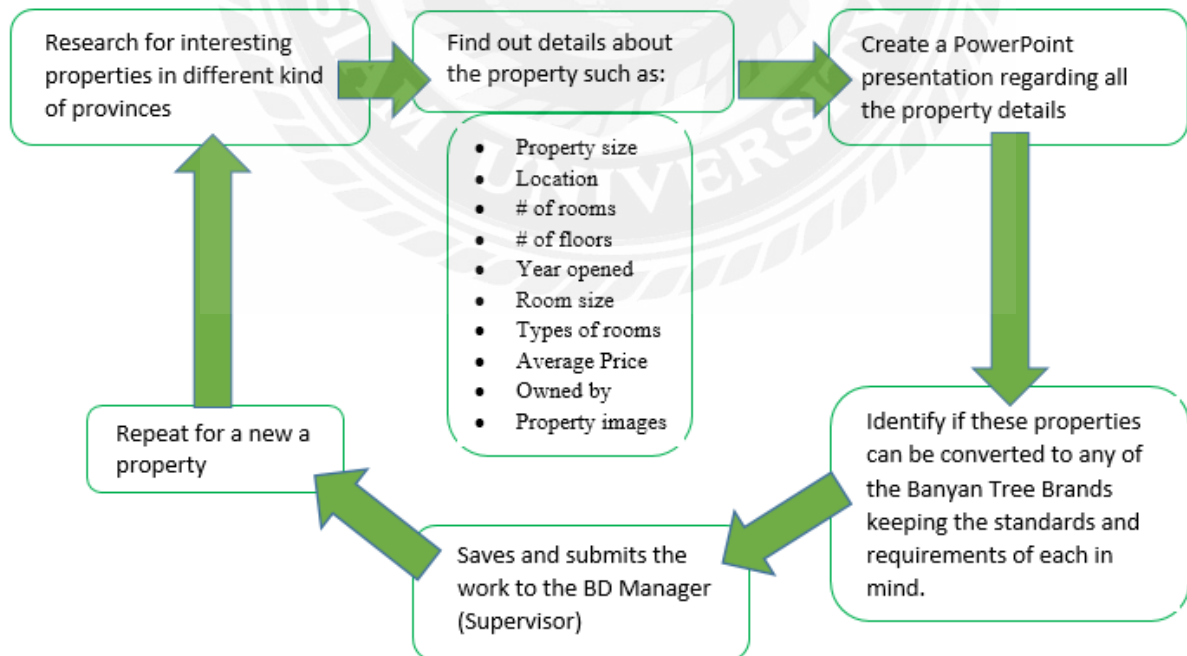 Research for interesting
properties in different kind
of provinces
Find out details about
the property such as:
• Property size
• Location
• # of rooms
• # of floors
• Year opened
• Room size
• Types of rooms
• Average Price
• Owned by
• Property images
Create a PowerPoint
presentation regarding all
the property details
Identify if these properties
can be converted to any of
the Banyan Tree Brands
keeping the standards and
requirements of each in
mind.
Saves and submits the
work to the BD Manager
(Supervisor)
Repeat for a new a
property
SIAM UNIVERSITY